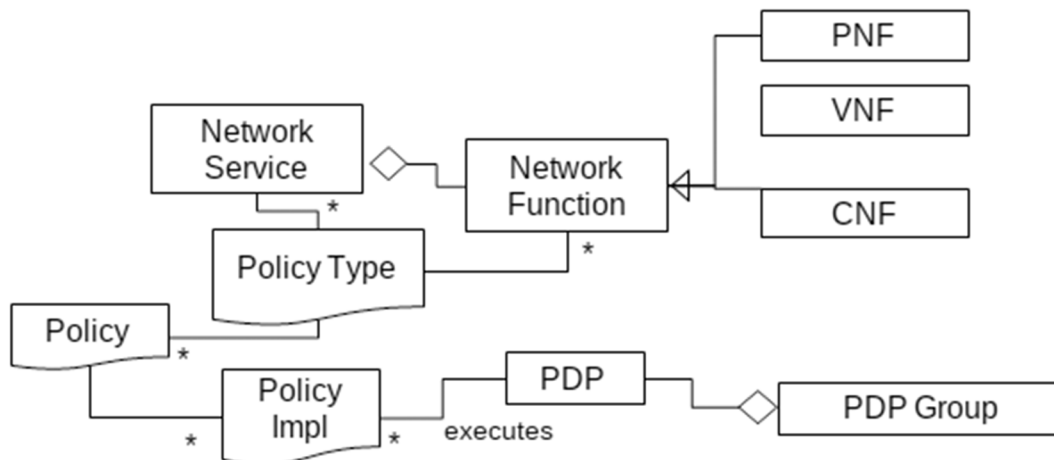 PNF
VNF
CNF
Network
Service
*
Network
Function
*
Policy Type
Policy
*
Policy
Impl
*
*
executes
PDP
PDP Group